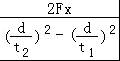 2Fx
(d/t₂)² − (d/t₁)²